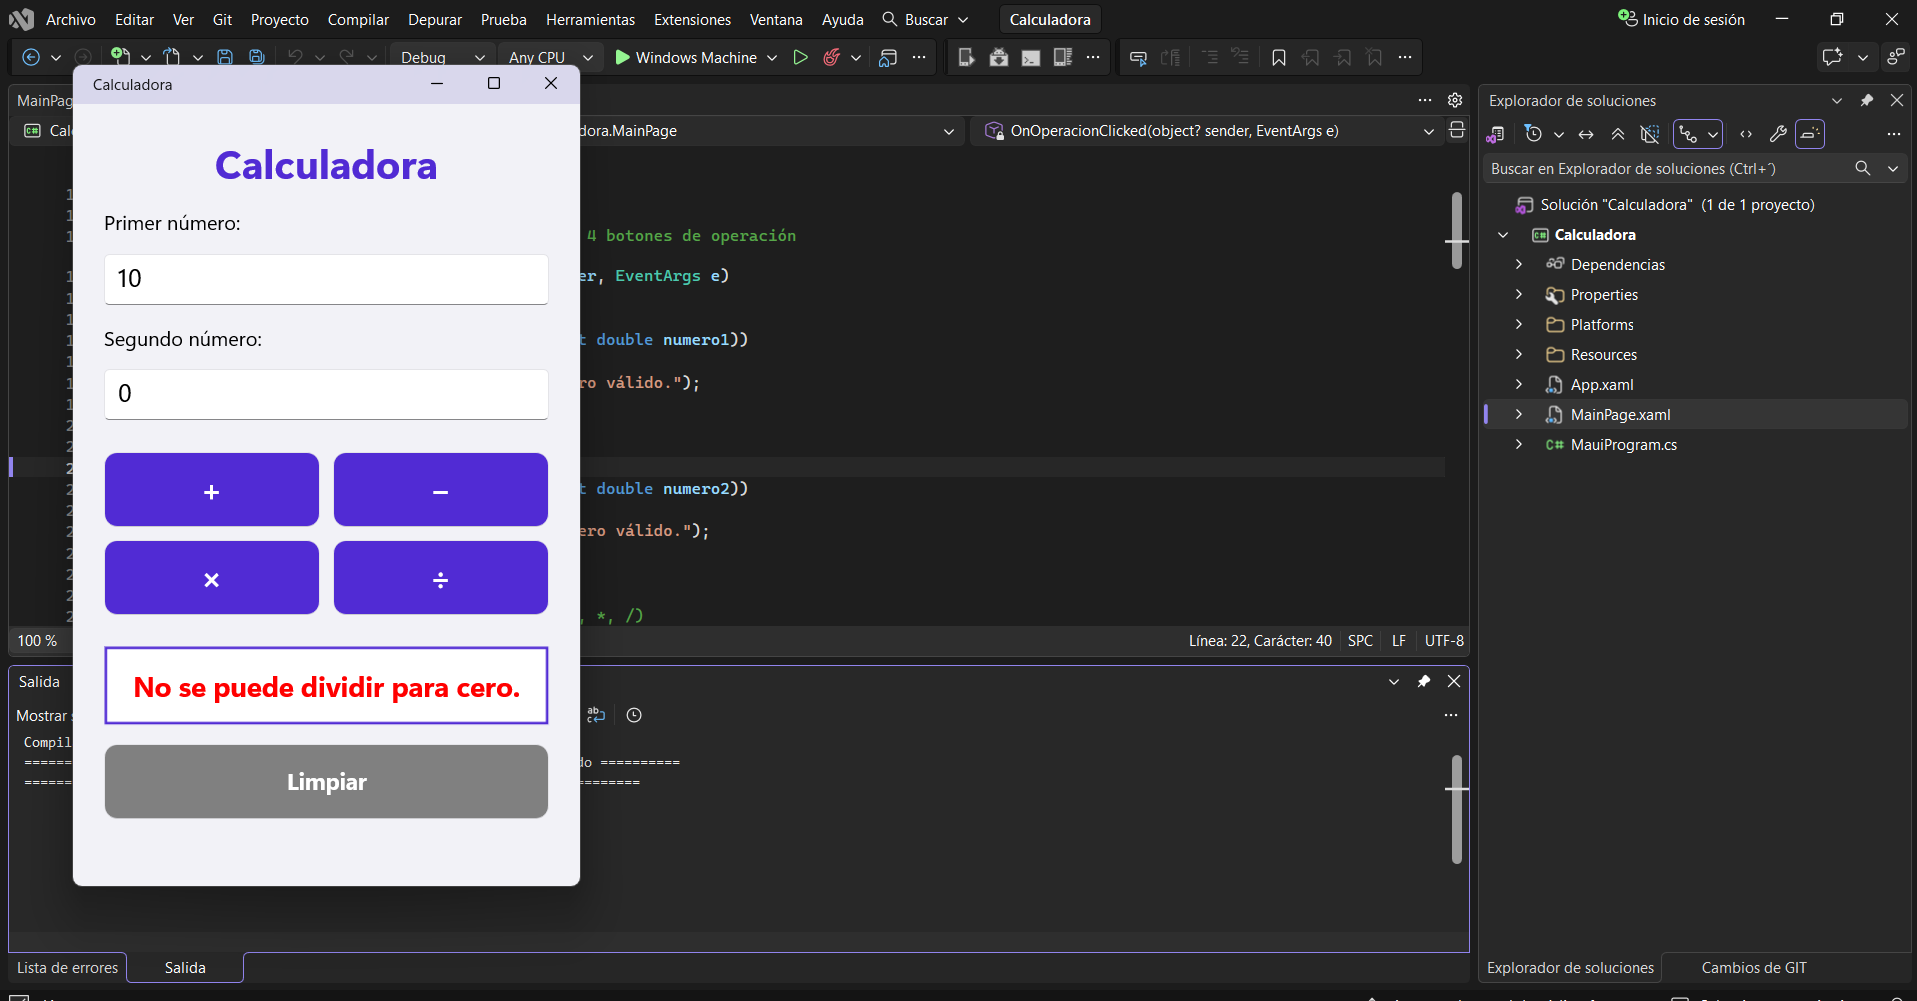 Archivo Editar Ver Git Proyecto Compilar Depurar Prueba Herramientas Extensiones Ventana Ayuda Buscar Calculadora Inicio de sesión
Debug Any CPU Windows Machine
Calculadora
Calculadora
Primer número:
10
Segundo número:
0
+ −
× ÷
No se puede dividir para cero.
Limpiar
MainPag
C# Cal dora.MainPage OnOperacionClicked(object? sender, EventArgs e)
4 botones de operación
er, EventArgs e)
t double numero1))
ro válido.");
t double numero2))
ero válido.");
, *, /)
100 % Línea: 22, Carácter: 40 SPC LF UTF-8
Salida
Mostrar
Compil
====== do ==========
====== ========
Lista de errores Salida
Explorador de soluciones
Buscar en Explorador de soluciones (Ctrl+´)
Solución "Calculadora" (1 de 1 proyecto)
C# Calculadora
Dependencias
Properties
Platforms
Resources
App.xaml
MainPage.xaml
C# MauiProgram.cs
Explorador de soluciones Cambios de GIT